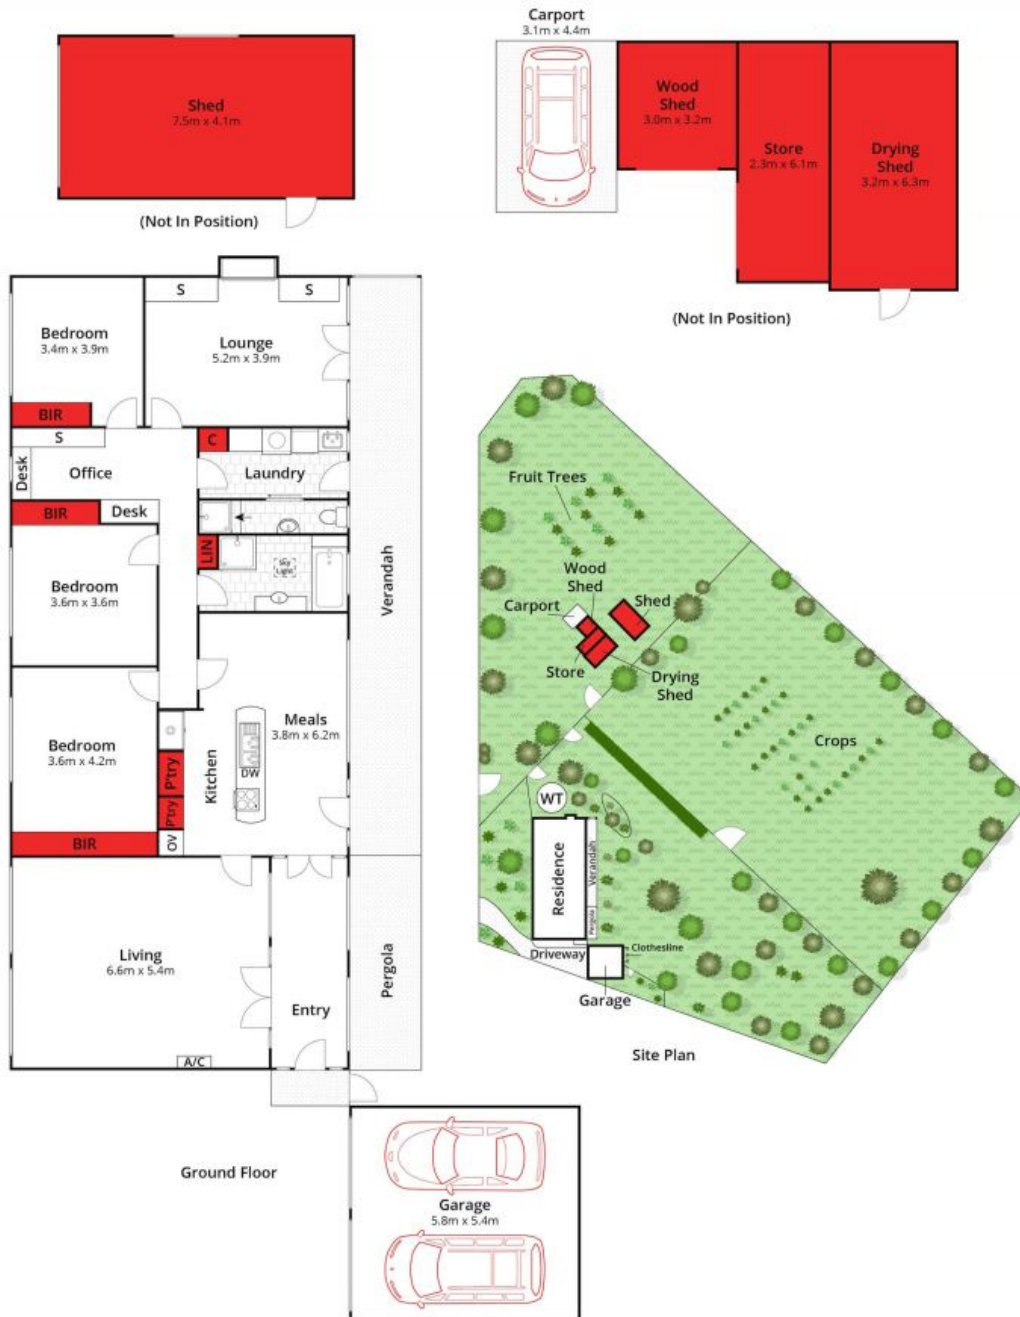 Carport
3.1m x 4.4m
Shed
7.5m x 4.1m
Wood
Shed
3.0m x 3.2m
Store
2.3m x 6.1m
Drying
Shed
3.2m x 6.3m
(Not In Position)
(Not In Position)
S
S
Bedroom
3.4m x 3.9m
Lounge
5.2m x 3.9m
BIR
S
C
Desk
Office
Laundry
BIR
Desk
LIN
Sky
Light
Bedroom
3.6m x 3.6m
Verandah
Bedroom
3.6m x 4.2m
Meals
3.8m x 6.2m
Kitchen
DW
P'try
P'try
OV
BIR
Living
6.6m x 5.4m
Pergola
Entry
A/C
Ground Floor
Garage
5.8m x 5.4m
Fruit Trees
Wood
Shed
Carport
Shed
Store
Drying
Shed
Crops
WT
Residence
Verandah
Pergola
Driveway
Clothesline
Garage
Site Plan